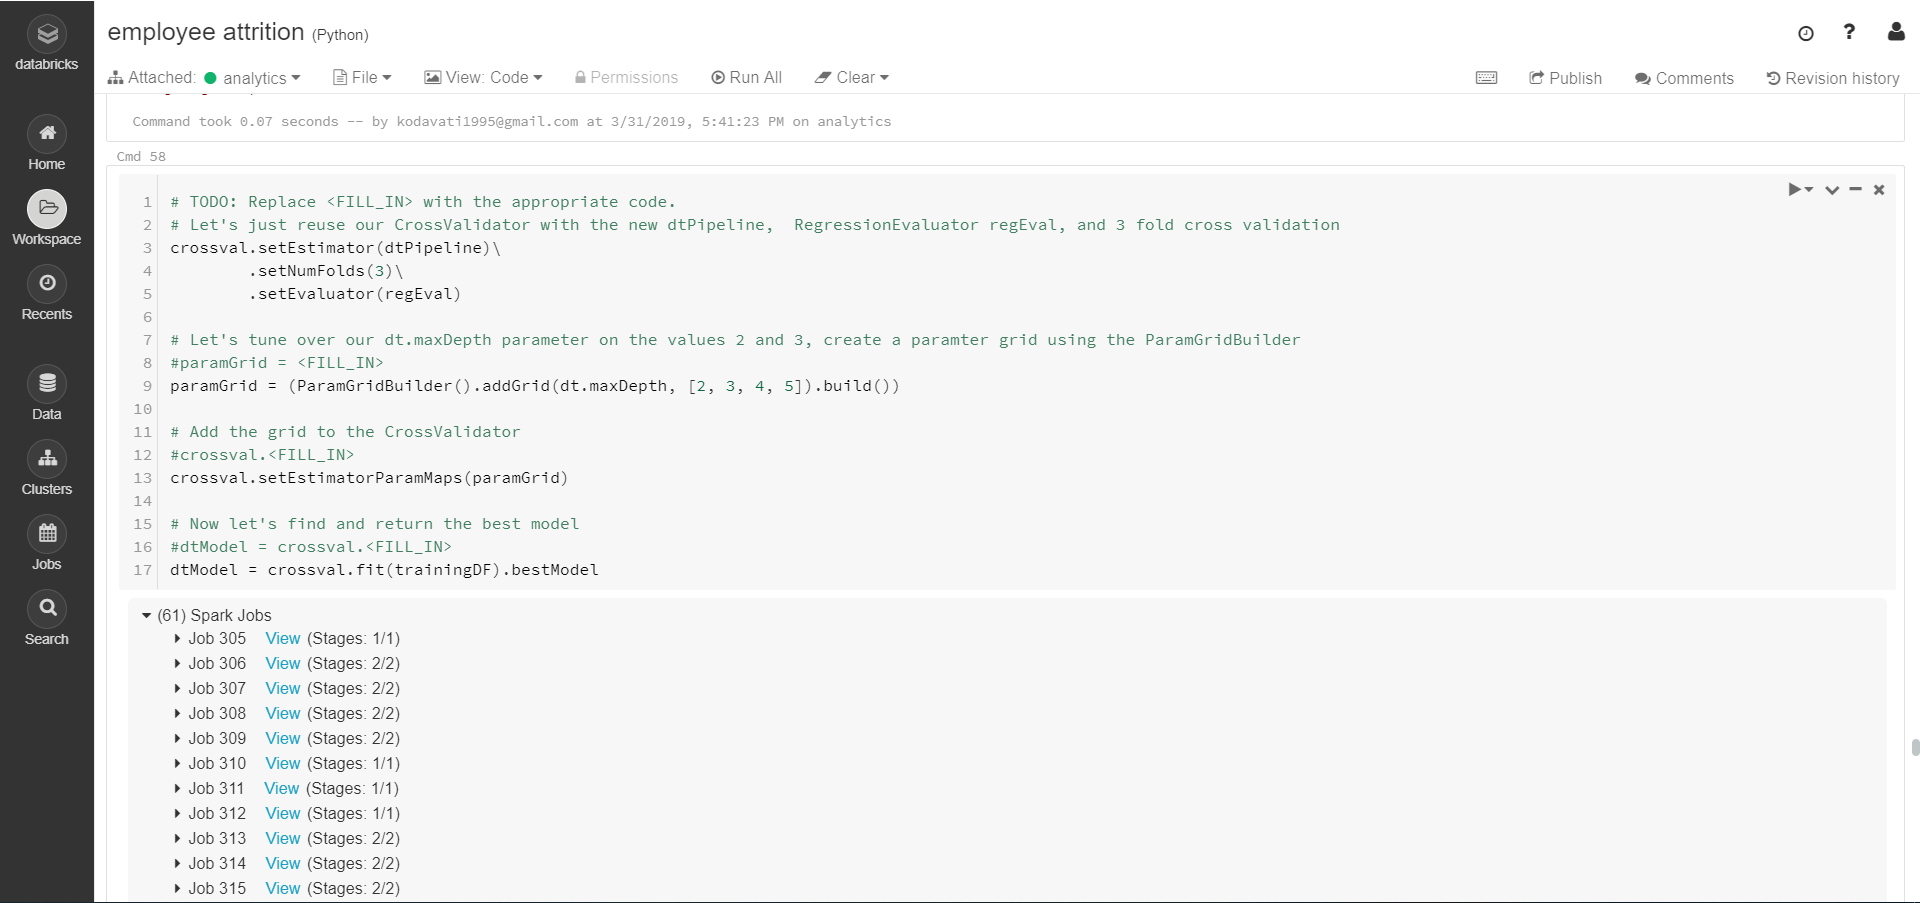 databricks
Home
Workspace
Recents
Data
Clusters
Jobs
Search
employee attrition (Python)
?
Attached: analytics File View: Code Permissions Run All Clear Publish Comments Revision history
Command took 0.07 seconds -- by kodavati1995@gmail.com at 3/31/2019, 5:41:23 PM on analytics
Cmd 58
1 # TODO: Replace <FILL_IN> with the appropriate code.
2 # Let's just reuse our CrossValidator with the new dtPipeline,  RegressionEvaluator regEval, and 3 fold cross validation
3 crossval.setEstimator(dtPipeline)\
4         .setNumFolds(3)\
5         .setEvaluator(regEval)
6
7 # Let's tune over our dt.maxDepth parameter on the values 2 and 3, create a paramter grid using the ParamGridBuilder
8 #paramGrid = <FILL_IN>
9 paramGrid = (ParamGridBuilder().addGrid(dt.maxDepth, [2, 3, 4, 5]).build())
10
11 # Add the grid to the CrossValidator
12 #crossval.<FILL_IN>
13 crossval.setEstimatorParamMaps(paramGrid)
14
15 # Now let's find and return the best model
16 #dtModel = crossval.<FILL_IN>
17 dtModel = crossval.fit(trainingDF).bestModel
(61) Spark Jobs
Job 305 View (Stages: 1/1)
Job 306 View (Stages: 2/2)
Job 307 View (Stages: 2/2)
Job 308 View (Stages: 2/2)
Job 309 View (Stages: 2/2)
Job 310 View (Stages: 1/1)
Job 311 View (Stages: 1/1)
Job 312 View (Stages: 1/1)
Job 313 View (Stages: 2/2)
Job 314 View (Stages: 2/2)
Job 315 View (Stages: 2/2)